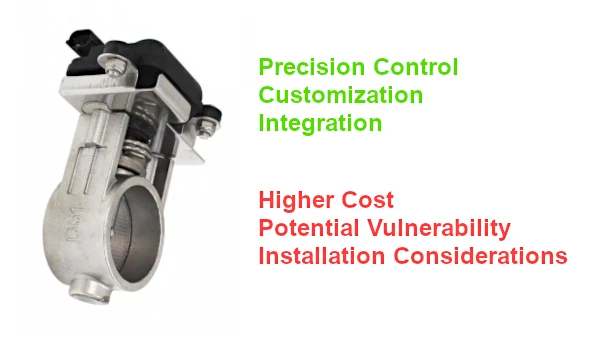 Precision Control
Customization
Integration
Higher Cost
Potential Vulnerability
Installation Considerations